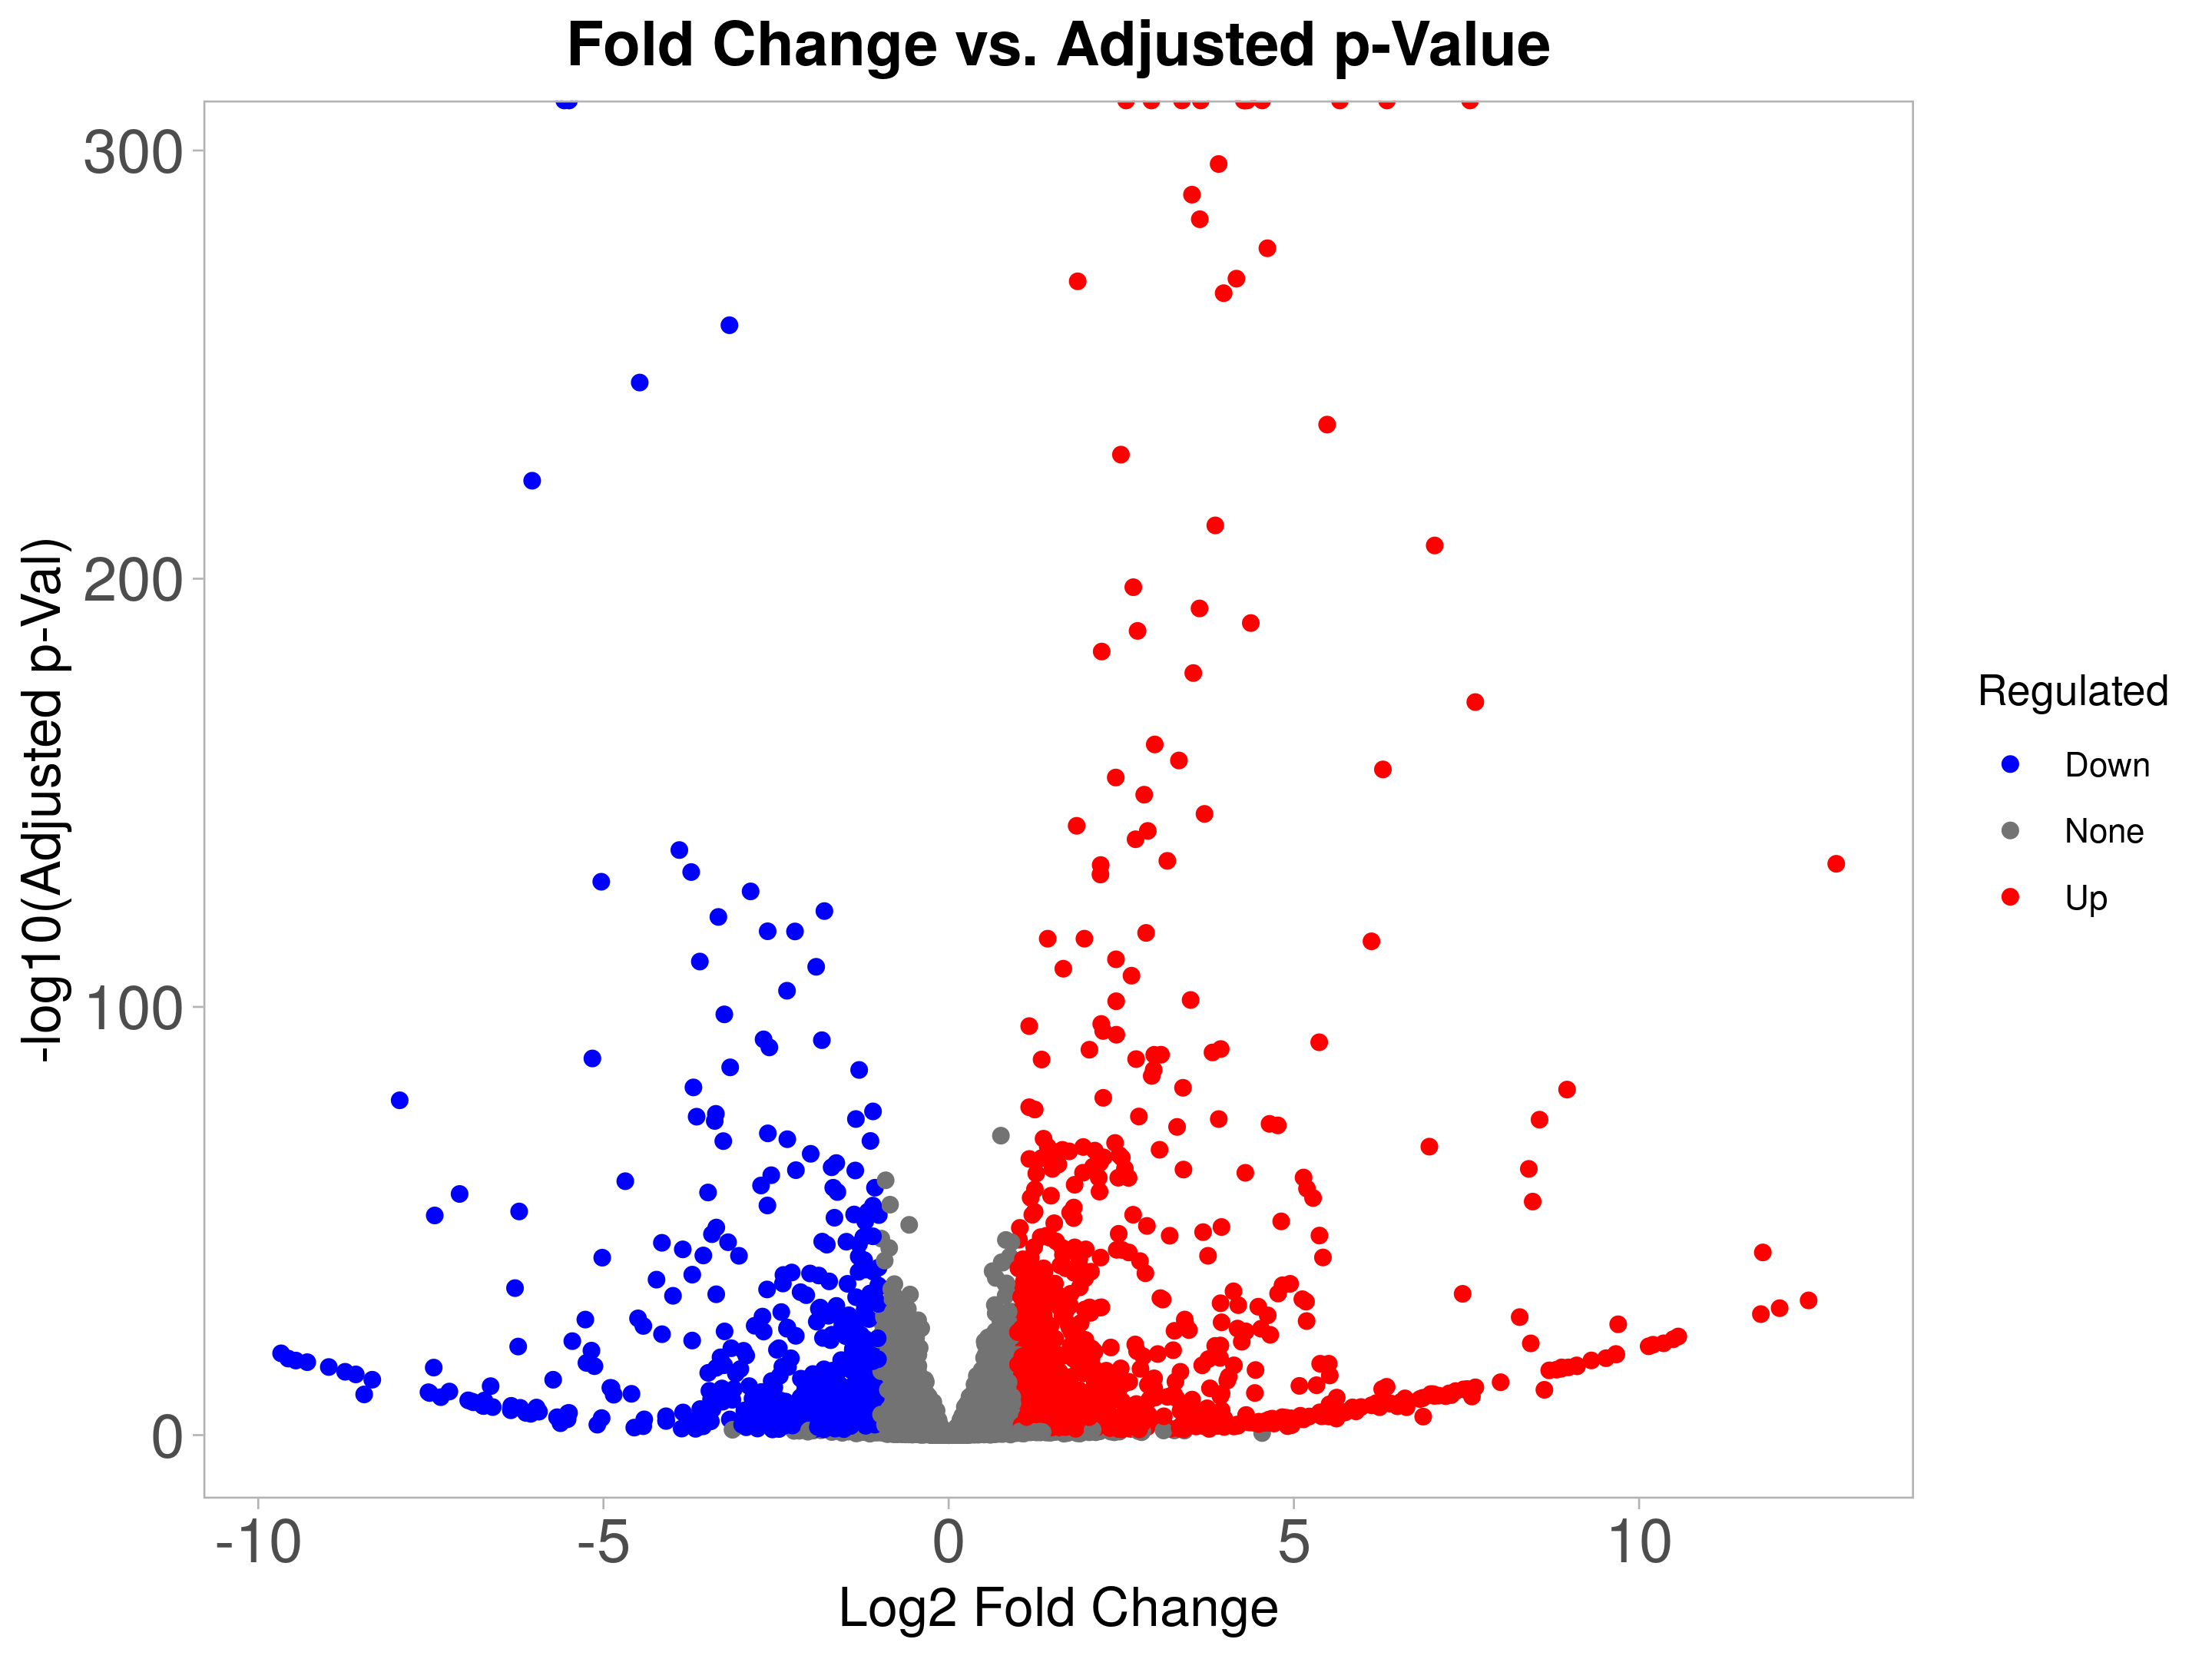 Fold Change vs. Adjusted p-Value
-log10(Adjusted p-Val)
300
200
100
0
-10
-5
0
5
10
Log2 Fold Change
Regulated
Down
None
Up